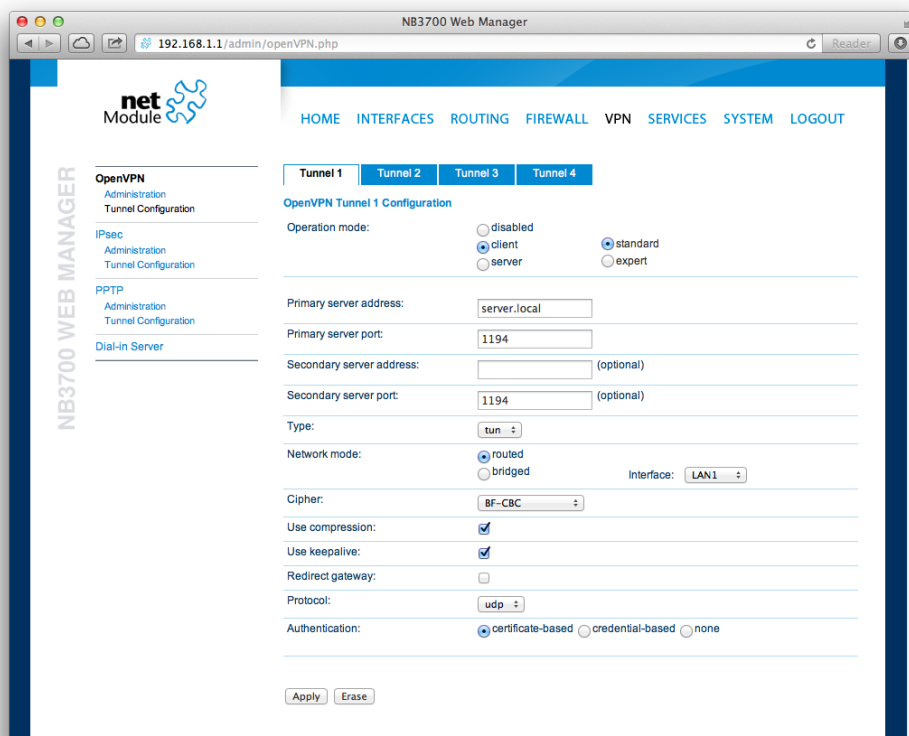 NB3700 Web Manager
192.168.1.1/admin/openVPN.php
Reader
net
Module
HOME INTERFACES ROUTING FIREWALL VPN SERVICES SYSTEM LOGOUT
NB3700 WEB MANAGER
OpenVPN
Administration
Tunnel Configuration
IPsec
Administration
Tunnel Configuration
PPTP
Administration
Tunnel Configuration
Dial-in Server
Tunnel 1 Tunnel 2 Tunnel 3 Tunnel 4
OpenVPN Tunnel 1 Configuration
Operation mode: disabled
client standard
server expert
Primary server address: server.local
Primary server port: 1194
Secondary server address: (optional)
Secondary server port: 1194 (optional)
Type: tun
Network mode: routed
bridged Interface: LAN1
Cipher: BF-CBC
Use compression:
Use keepalive:
Redirect gateway:
Protocol: udp
Authentication: certificate-based credential-based none
Apply Erase